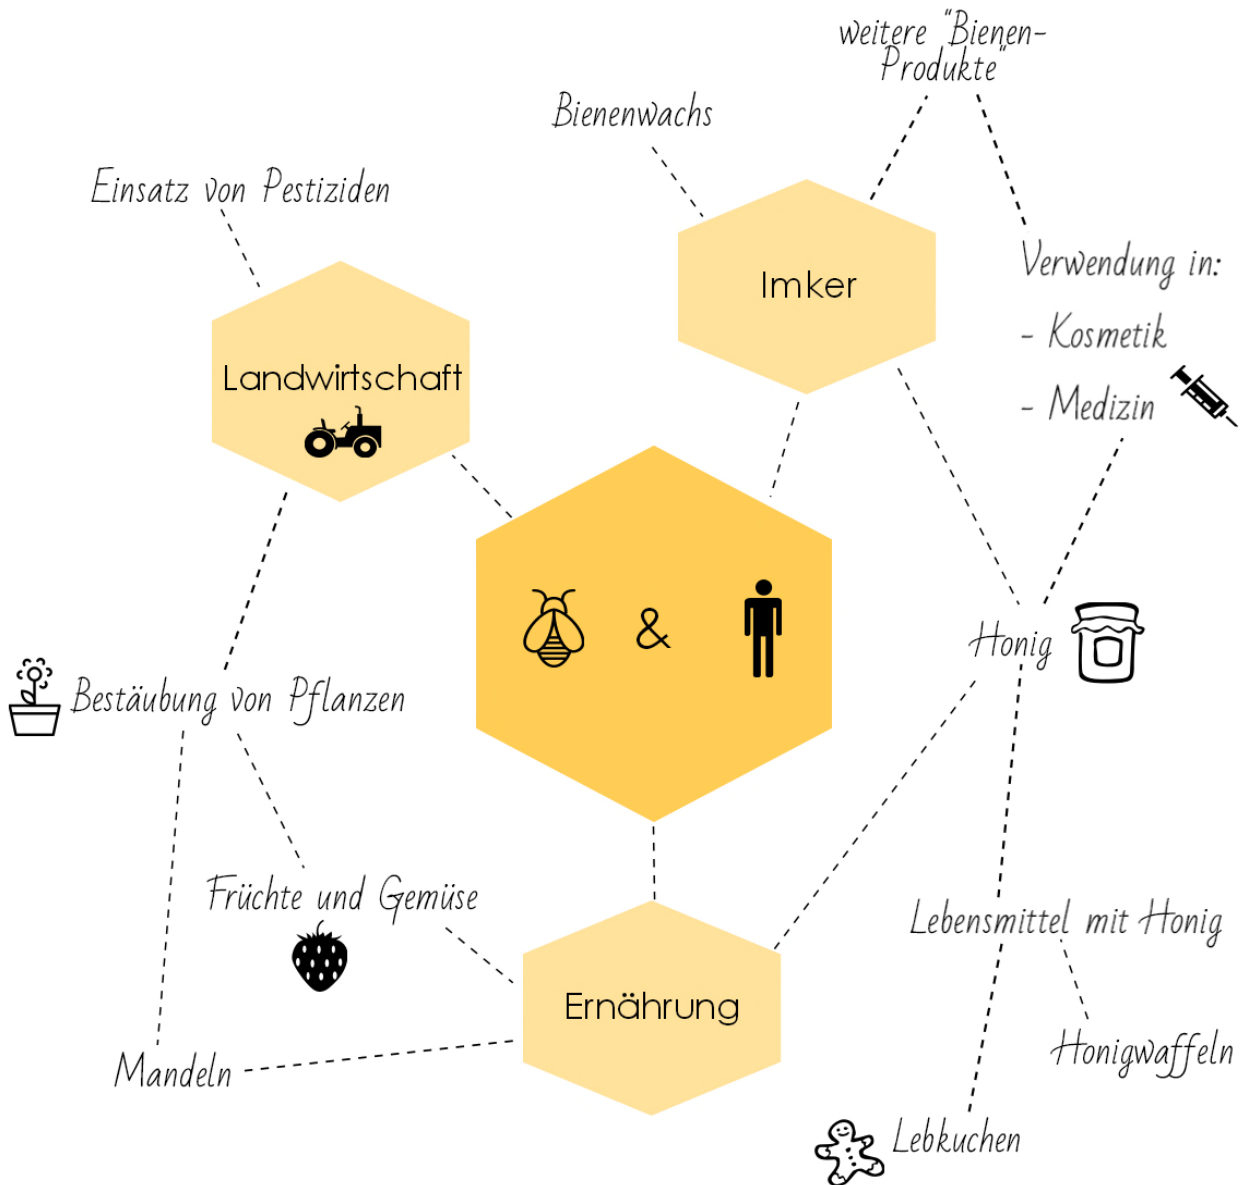 weitere "Bienen-
Produkte"
Bienenwachs
Einsatz von Pestiziden
Imker
Verwendung in:
- Kosmetik
- Medizin
Landwirtschaft
&
Honig
Bestäubung von Pflanzen
Früchte und Gemüse
Lebensmittel mit Honig
Ernährung
Honigwaffeln
Mandeln
Lebkuchen